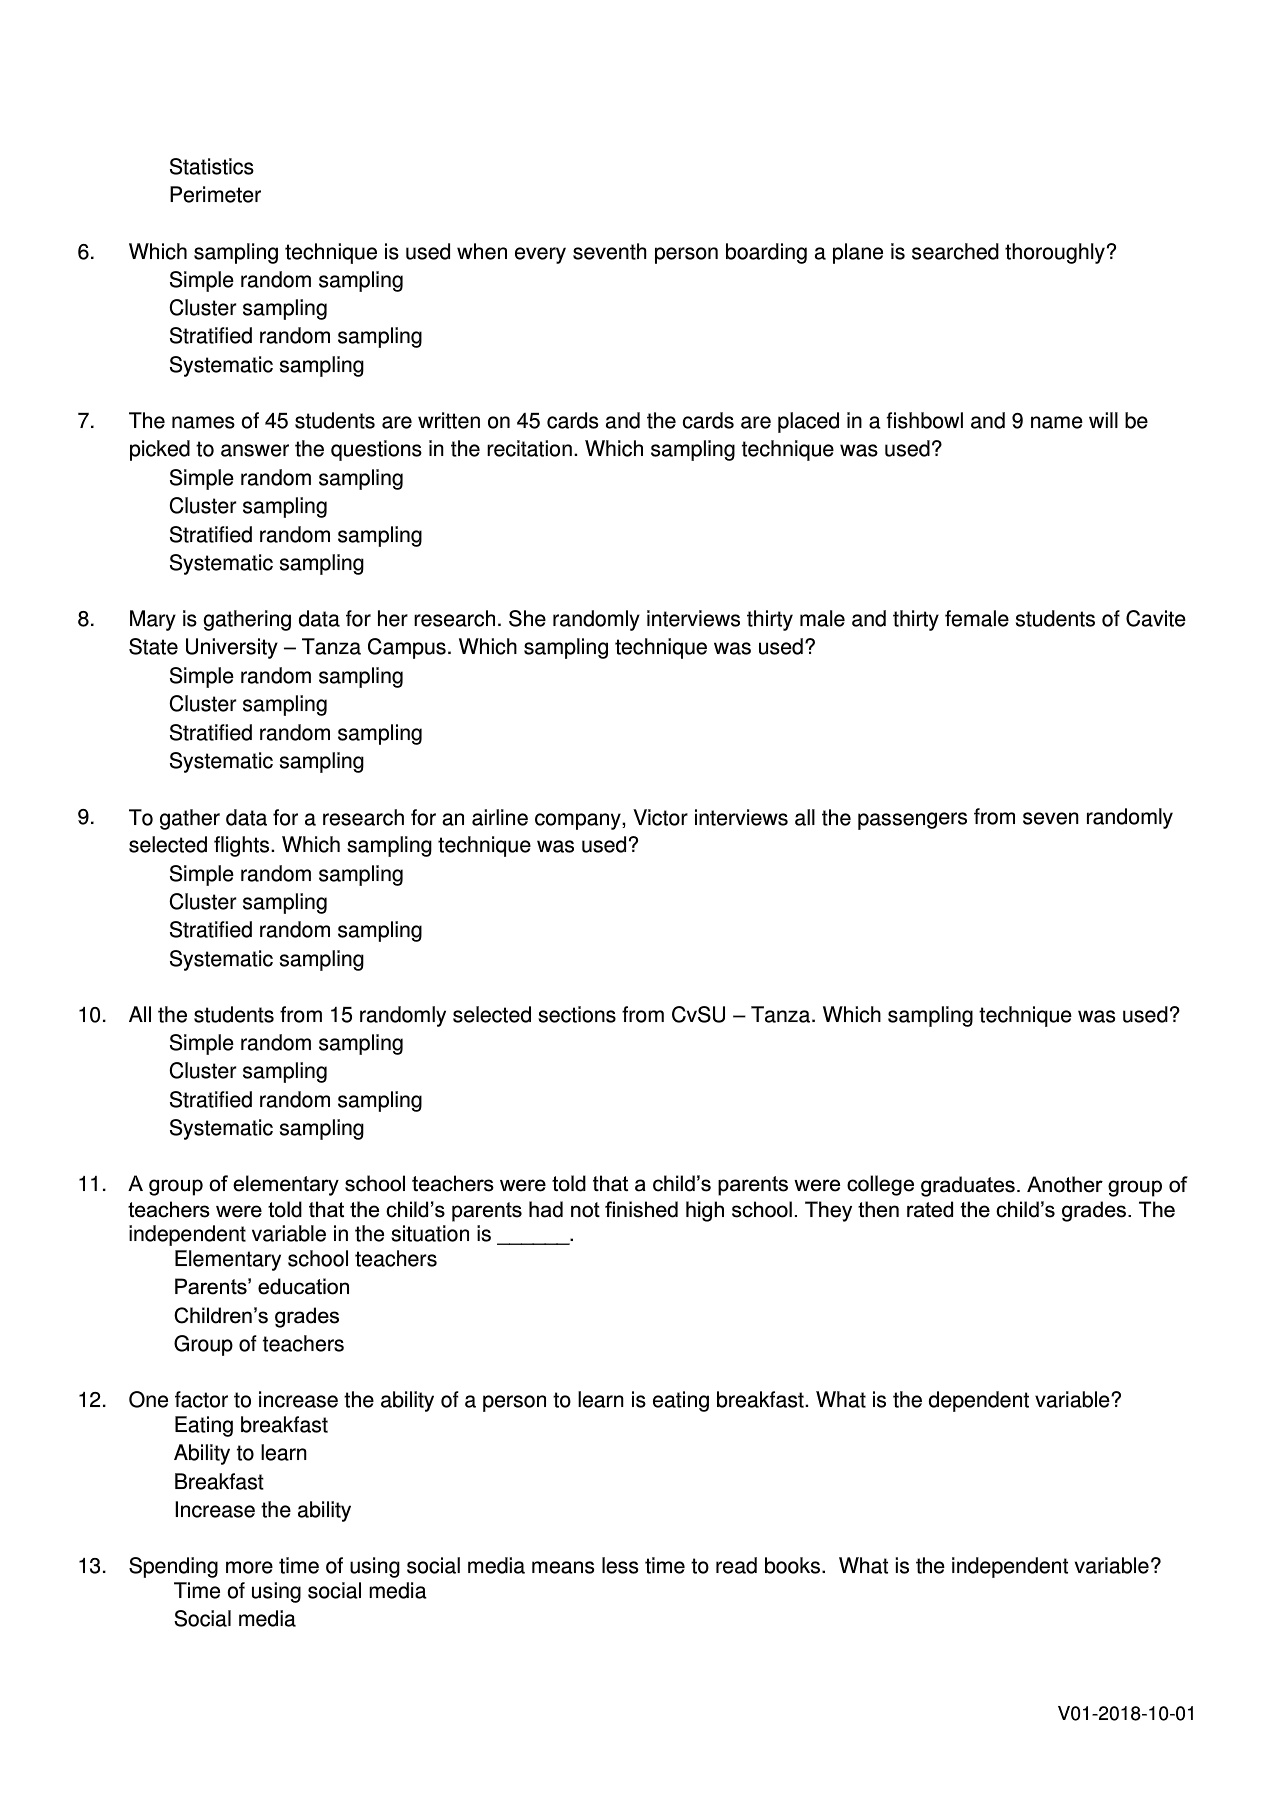 Statistics
Perimeter
6. Which sampling technique is used when every seventh person boarding a plane is searched thoroughly?
Simple random sampling
Cluster sampling
Stratified random sampling
Systematic sampling
7. The names of 45 students are written on 45 cards and the cards are placed in a fishbowl and 9 name will be
picked to answer the questions in the recitation. Which sampling technique was used?
Simple random sampling
Cluster sampling
Stratified random sampling
Systematic sampling
8. Mary is gathering data for her research. She randomly interviews thirty male and thirty female students of Cavite
State University – Tanza Campus. Which sampling technique was used?
Simple random sampling
Cluster sampling
Stratified random sampling
Systematic sampling
9. To gather data for a research for an airline company, Victor interviews all the passengers from seven randomly
selected flights. Which sampling technique was used?
Simple random sampling
Cluster sampling
Stratified random sampling
Systematic sampling
10. All the students from 15 randomly selected sections from CvSU – Tanza. Which sampling technique was used?
Simple random sampling
Cluster sampling
Stratified random sampling
Systematic sampling
11. A group of elementary school teachers were told that a child’s parents were college graduates. Another group of
teachers were told that the child’s parents had not finished high school. They then rated the child’s grades. The
independent variable in the situation is ______.
Elementary school teachers
Parents’ education
Children’s grades
Group of teachers
12. One factor to increase the ability of a person to learn is eating breakfast. What is the dependent variable?
Eating breakfast
Ability to learn
Breakfast
Increase the ability
13. Spending more time of using social media means less time to read books. What is the independent variable?
Time of using social media
Social media
V01-2018-10-01